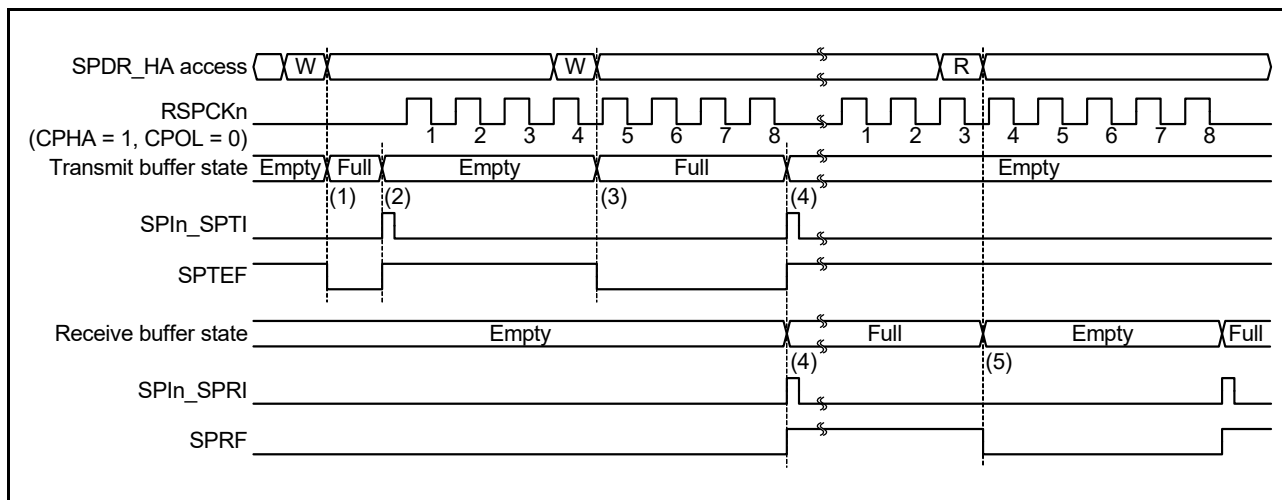 SPDR_HA access W W R
RSPCKn
(CPHA = 1, CPOL = 0) 1 2 3 4 5 6 7 8 1 2 3 4 5 6 7 8
Transmit buffer state Empty Full Empty Full Empty
(1) (2) (3) (4)
SPIn_SPTI
SPTEF
Receive buffer state Empty Full Empty Full
(4) (5)
SPIn_SPRI
SPRF